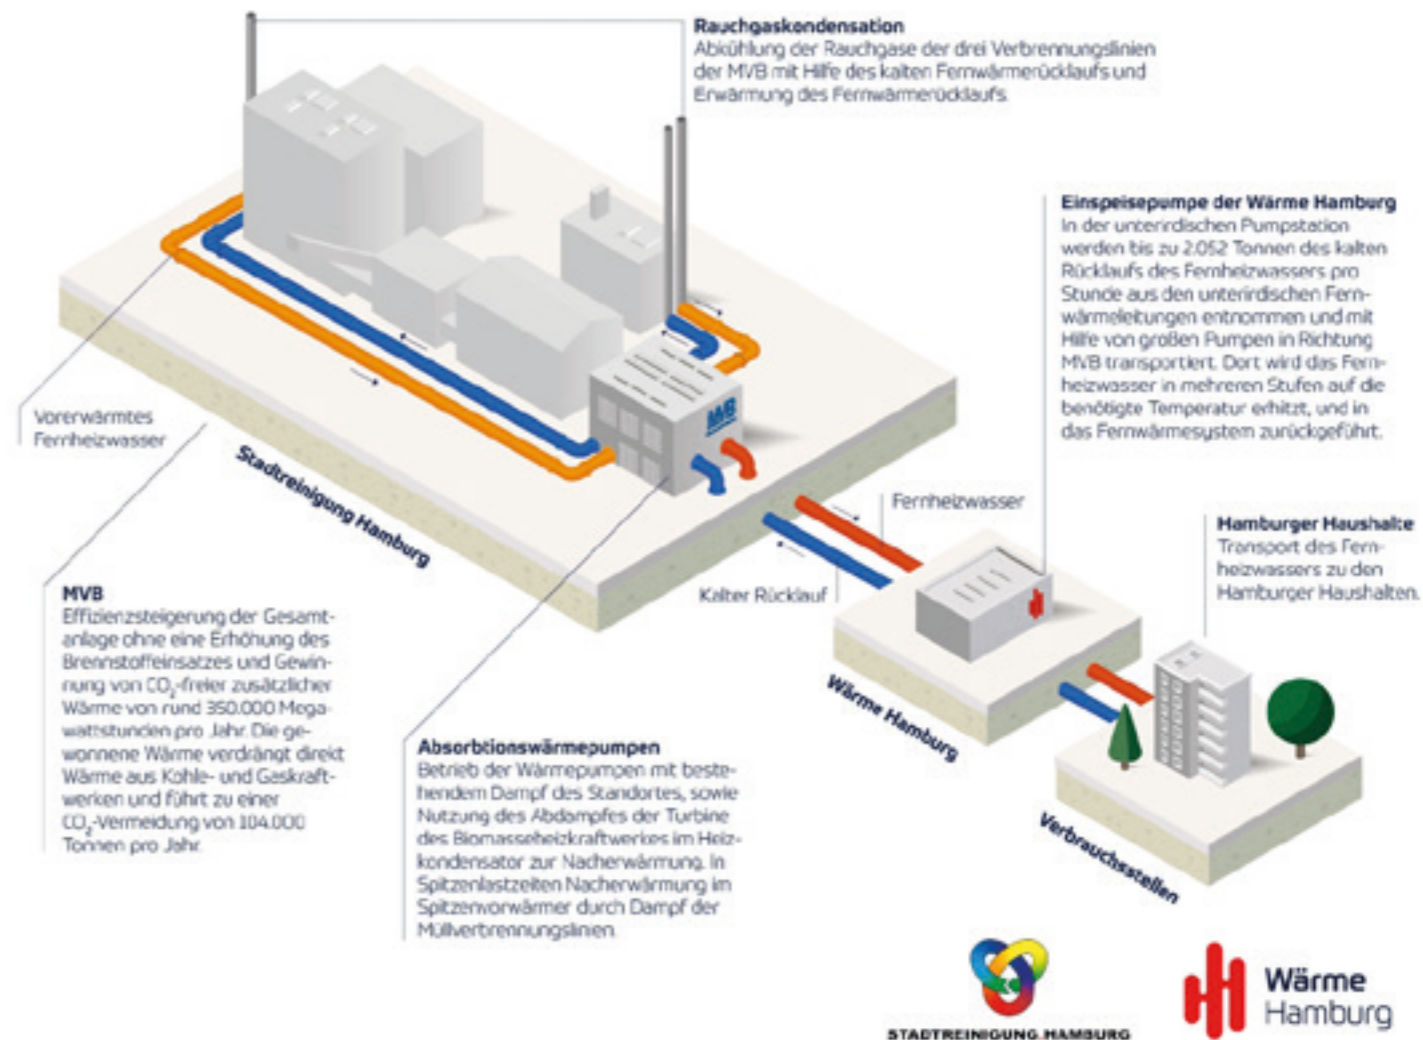 Rauchgaskondensation
Abkühlung der Rauchgase der drei Verbrennungslinien
der MVB mit Hilfe des kalten Fernwärmerücklaufs und
Erwärmung des Fernwärmerücklaufs.
Einspeisepumpe der Wärme Hamburg
In der unterirdischen Pumpstation
werden bis zu 2.052 Tonnen des kalten
Rücklaufs des Fernheizwassers pro
Stunde aus den unterirdischen Fern-
wärmeleitungen entnommen und mit
Hilfe von großen Pumpen in Richtung
MVB transportiert. Dort wird das Fern-
heizwasser in mehreren Stufen auf die
benötigte Temperatur erhitzt, und in
das Fernwärmesystem zurückgeführt.
Vorerwärmtes
Fernheizwasser
MVB
Stadtreinigung Hamburg
Fernheizwasser
Kalter Rücklauf
Hamburger Haushalte
Transport des Fern-
heizwassers zu den
Hamburger Haushalten.
MVB
Effizienzsteigerung der Gesamt-
anlage ohne eine Erhöhung des
Brennstoffeinsatzes und Gewin-
nung von CO₂-freier zusätzlicher
Wärme von rund 350.000 Mega-
wattstunden pro Jahr. Die ge-
wonnene Wärme verdrängt direkt
Wärme aus Kohle- und Gaskraft-
werken und führt zu einer
CO₂-Vermeidung von 104.000
Tonnen pro Jahr.
Absorbtionswärmepumpen
Betrieb der Wärmepumpen mit beste-
hendem Dampf des Standortes, sowie
Nutzung des Abdampfes der Turbine
des Biomasseheizkraftwerkes im Heiz-
kondensator zur Nacherwärmung. In
Spitzenlastzeiten Nacherwärmung im
Spitzenvorwärmer durch Dampf der
Müllverbrennungslinien.
Wärme Hamburg
Verbrauchsstellen
STADTREINIGUNG HAMBURG
Wärme
Hamburg